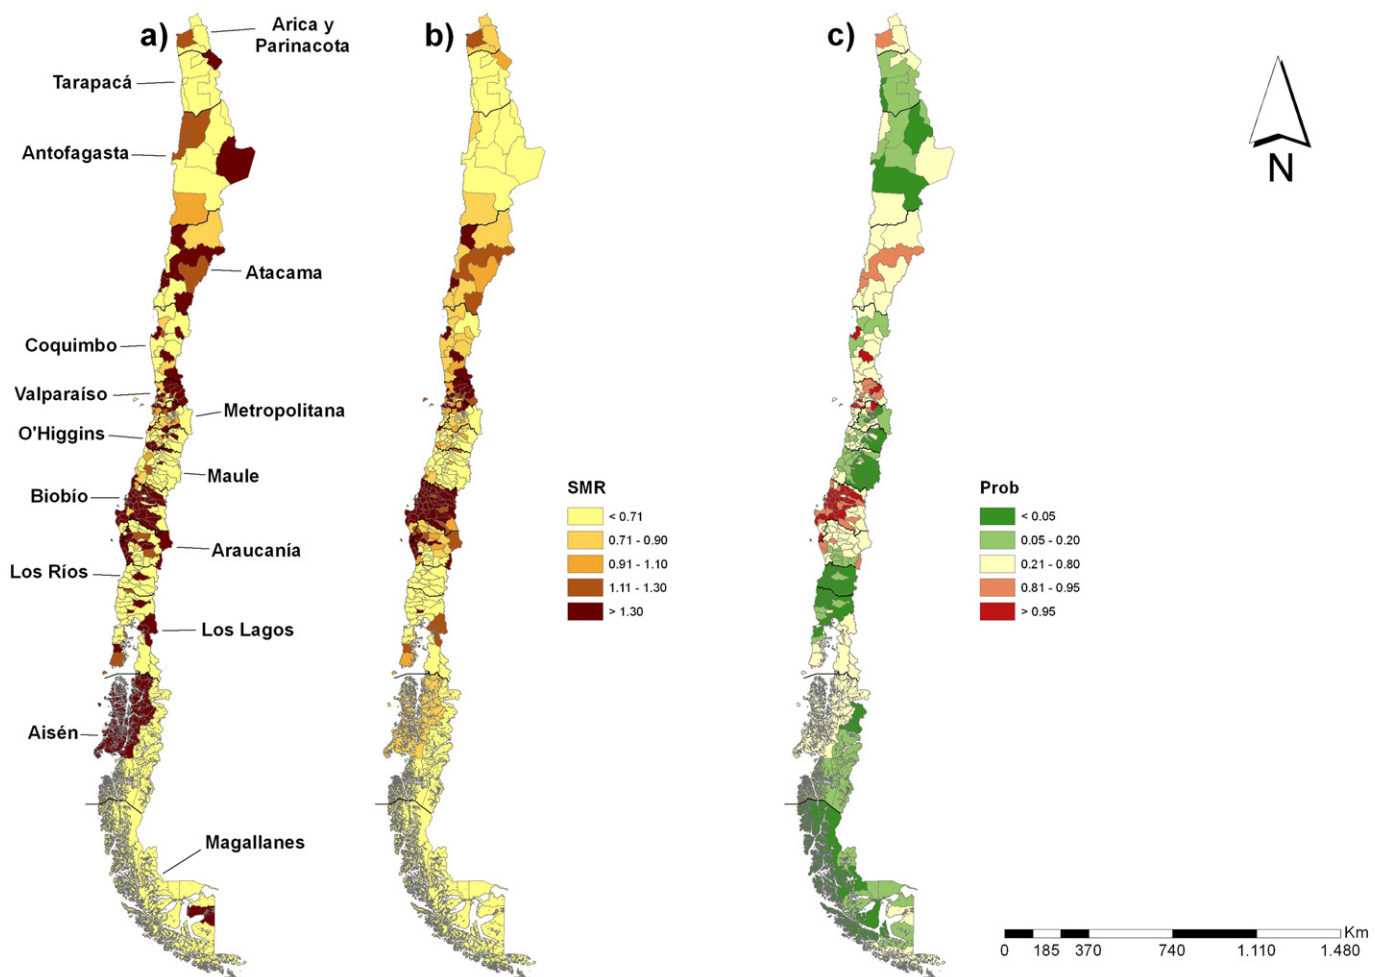 a)
b)
c)
Arica y
Parinacota
Tarapacá
Antofagasta
Atacama
Coquimbo
Valparaíso
Metropolitana
O'Higgins
Maule
Biobío
Araucanía
Los Ríos
Los Lagos
Aisén
Magallanes
SMR
< 0.71
0.71 - 0.90
0.91 - 1.10
1.11 - 1.30
> 1.30
Prob
< 0.05
0.05 - 0.20
0.21 - 0.80
0.81 - 0.95
> 0.95
N
Km
0 185 370 740 1.110 1.480